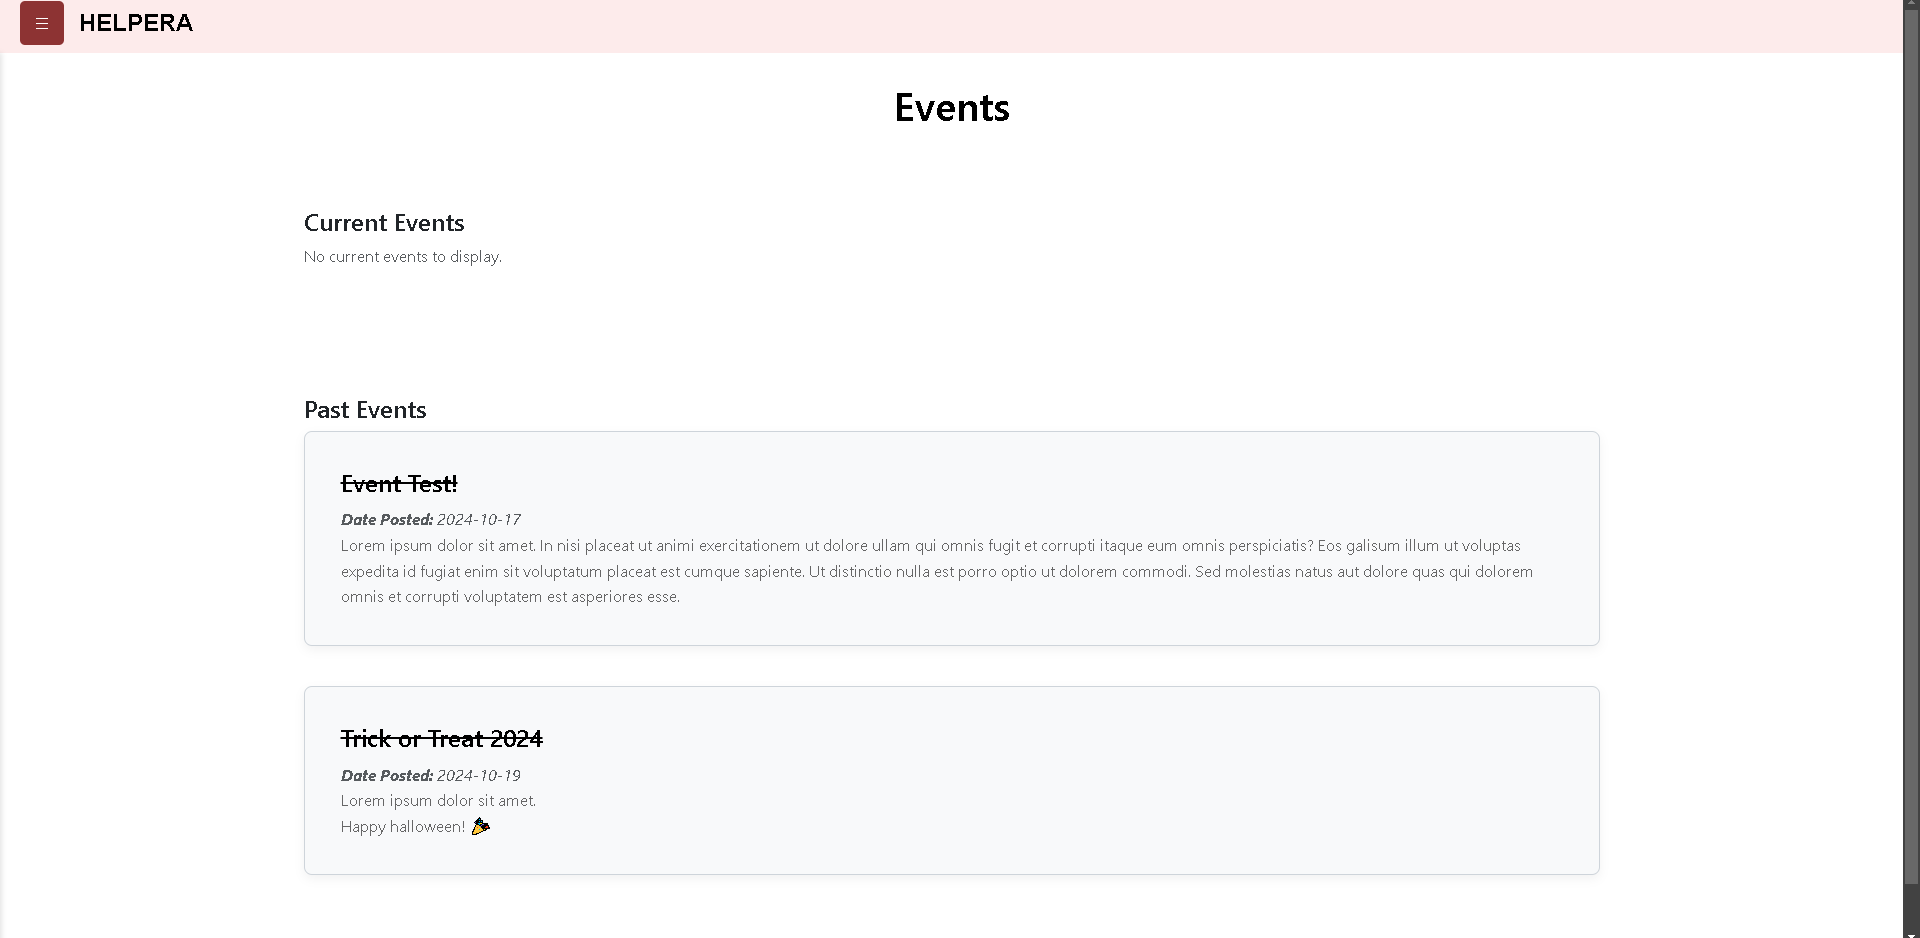 HELPERA
Events
Current Events
No current events to display.
Past Events
Event Test!
Date Posted: 2024-10-17
Lorem ipsum dolor sit amet. In nisi placeat ut animi exercitationem ut dolore ullam qui omnis fugit et corrupti itaque eum omnis perspiciatis? Eos galisum illum ut voluptas
expedita id fugiat enim sit voluptatum placeat est cumque sapiente. Ut distinctio nulla est porro optio ut dolorem commodi. Sed molestias natus aut dolore quas qui dolorem
omnis et corrupti voluptatem est asperiores esse.
Trick or Treat 2024
Date Posted: 2024-10-19
Lorem ipsum dolor sit amet.
Happy halloween! 🎉